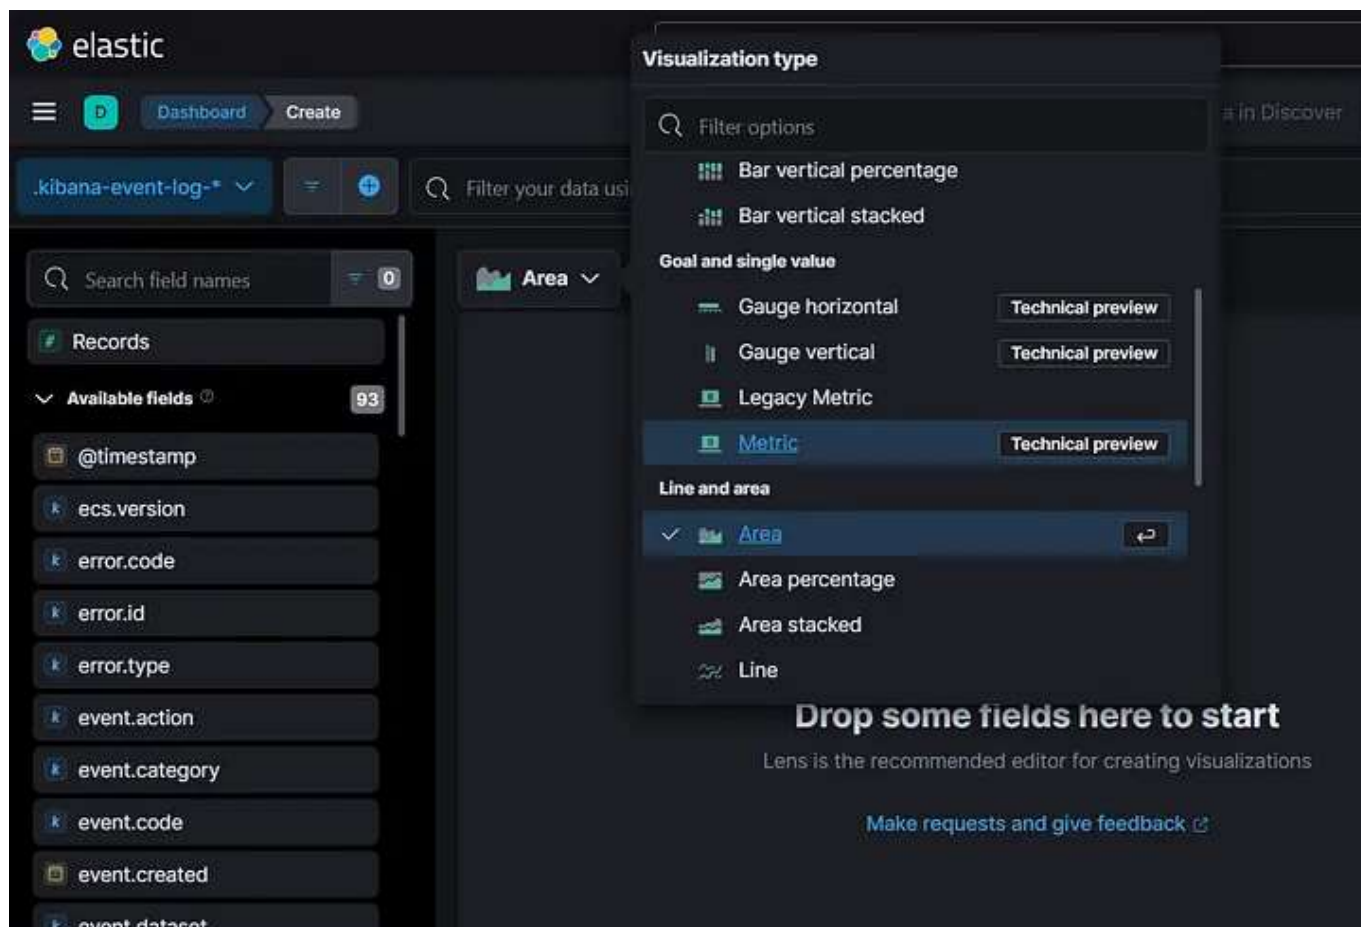 elastic
Visualization type
D
Dashboard
Create
Filter options
a in Discover
.kibana-event-log-*
Filter your data usi
Bar vertical percentage
Bar vertical stacked
Search field names
0
Area
Goal and single value
Gauge horizontal
Technical preview
Gauge vertical
Technical preview
Legacy Metric
Metric
Technical preview
Line and area
Area
Area percentage
Area stacked
Line
Records
Available fields
93
@timestamp
ecs.version
error.code
error.id
error.type
event.action
event.category
event.code
event.created
event.dataset
Drop some fields here to start
Lens is the recommended editor for creating visualizations
Make requests and give feedback